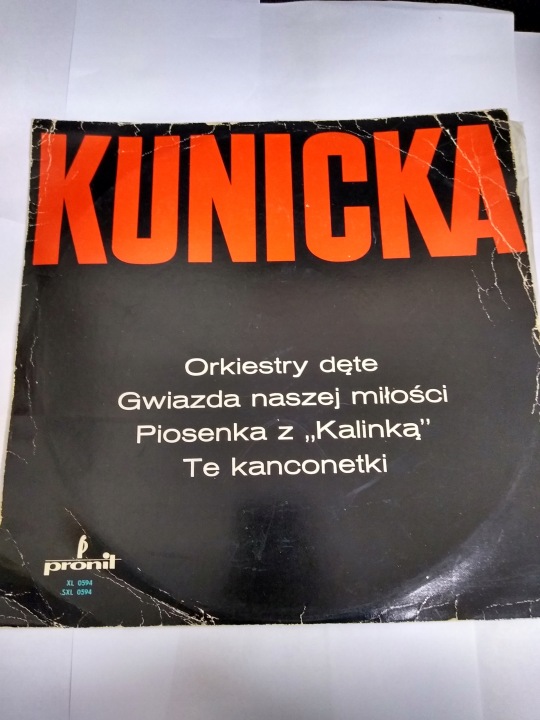 KUNICKA
Orkiestry dęte
Gwiazda naszej miłości
Piosenka z „Kalinką”
Te kanconetki
pronit
XL 0594
SXL 0594